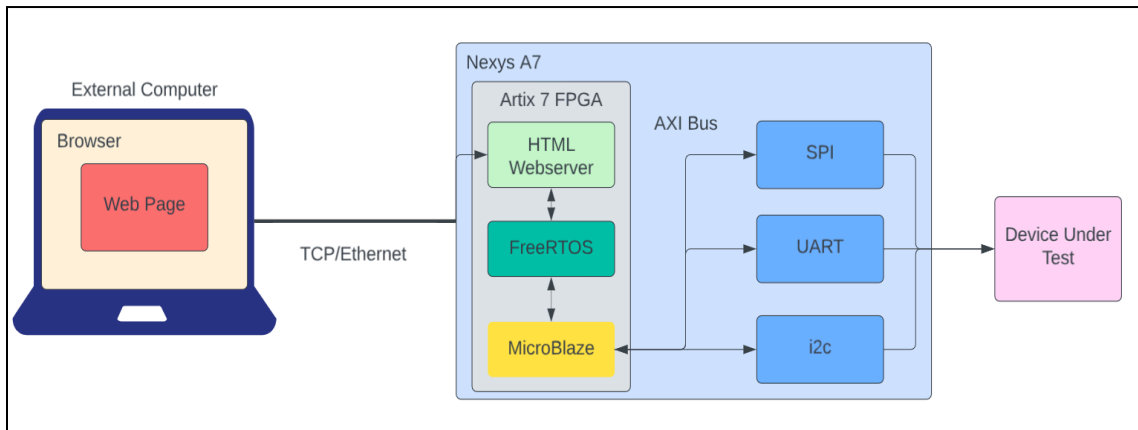 External Computer
Browser
Web Page
TCP/Ethernet
Nexys A7
Artix 7 FPGA
HTML
Webserver
FreeRTOS
MicroBlaze
AXI Bus
SPI
UART
i2c
Device Under
Test